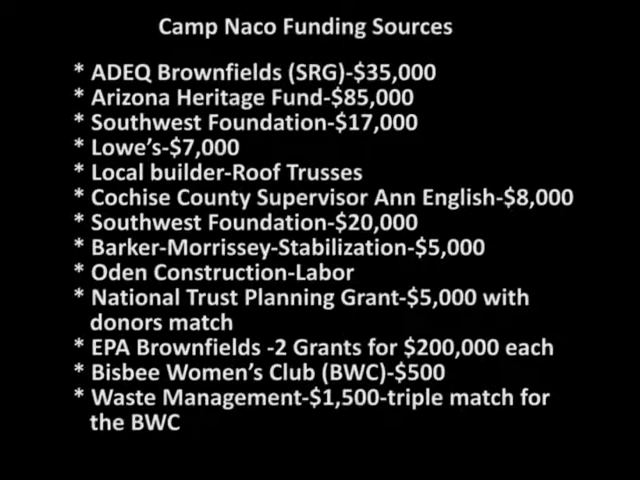 Camp Naco Funding Sources
* ADEQ Brownfields (SRG)-$35,000
* Arizona Heritage Fund-$85,000
* Southwest Foundation-$17,000
* Lowe's-$7,000
* Local builder-Roof Trusses
* Cochise County Supervisor Ann English-$8,000
* Southwest Foundation-$20,000
* Barker-Morrissey-Stabilization-$5,000
* Oden Construction-Labor
* National Trust Planning Grant-$5,000 with
donors match
* EPA Brownfields -2 Grants for $200,000 each
* Bisbee Women's Club (BWC)-$500
* Waste Management-$1,500-triple match for
the BWC